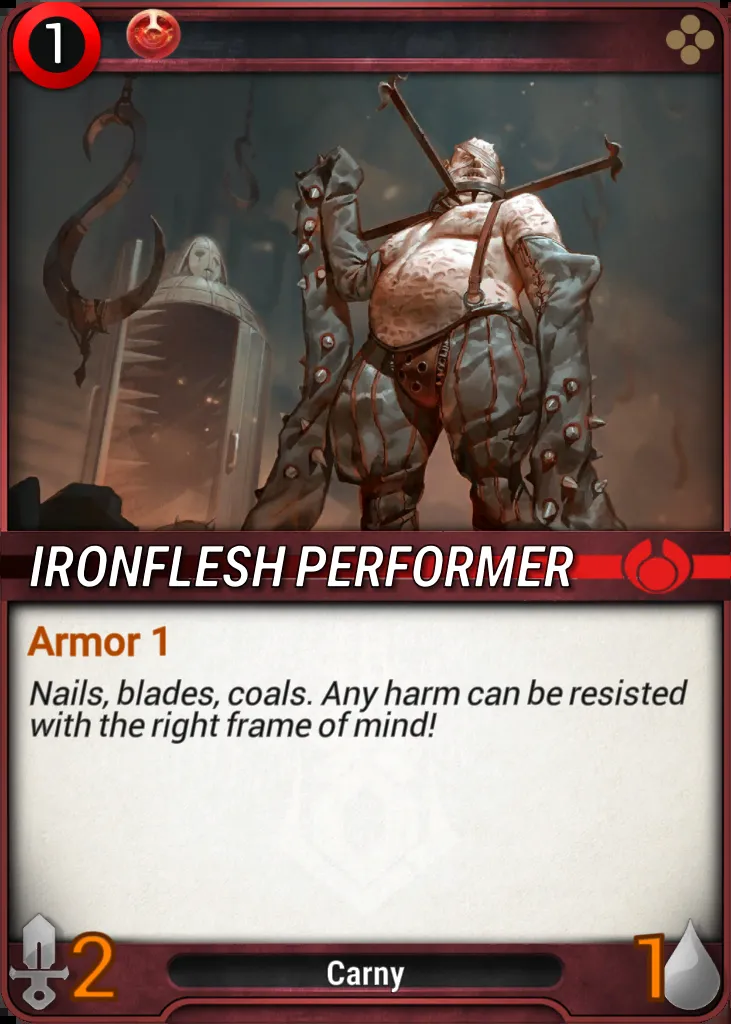 1
IRONFLESH PERFORMER
Armor 1
Nails, blades, coals. Any harm can be resisted
with the right frame of mind!
2
Carny
1